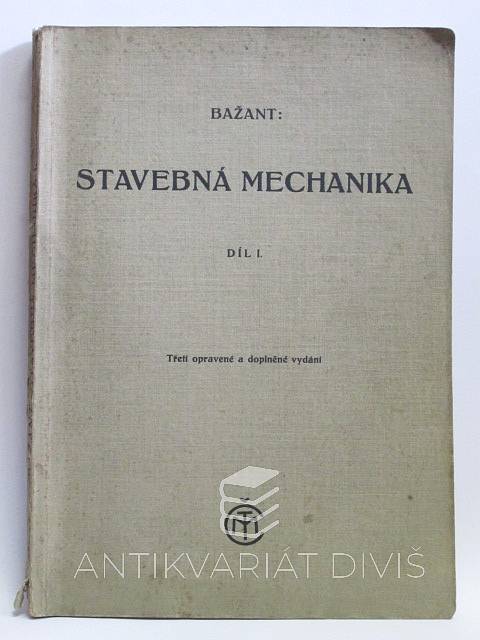 BAŽANT:
STAVEBNÁ MECHANIKA
DÍL I.
Třetí opravené a doplněné vydání
ANTIKVARIÁT DIVIŠ